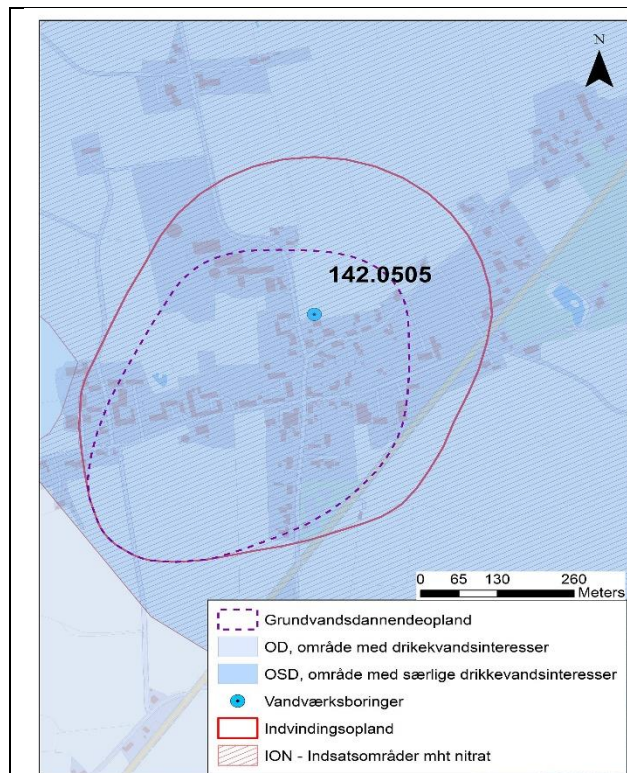 N
142.0505
0 65 130 260
Meters
Grundvandsdannendeopland
OD, område med drikekvandsinteresser
OSD, område med særlige drikkevandsinteresser
Vandværksboringer
Indvindingsopland
ION - Indsatsområder mht nitrat